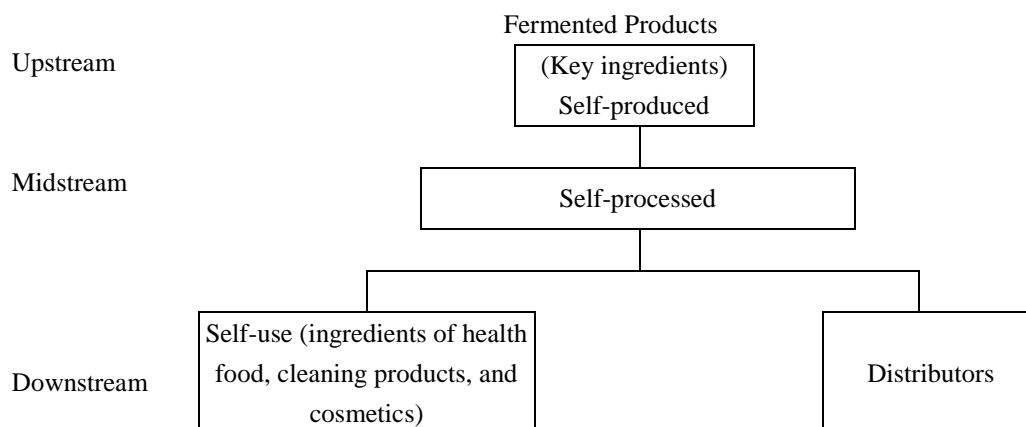 Fermented Products
Upstream
(Key ingredients)
Self-produced
Midstream
Self-processed
Self-use (ingredients of health
food, cleaning products, and
cosmetics)
Downstream
Distributors